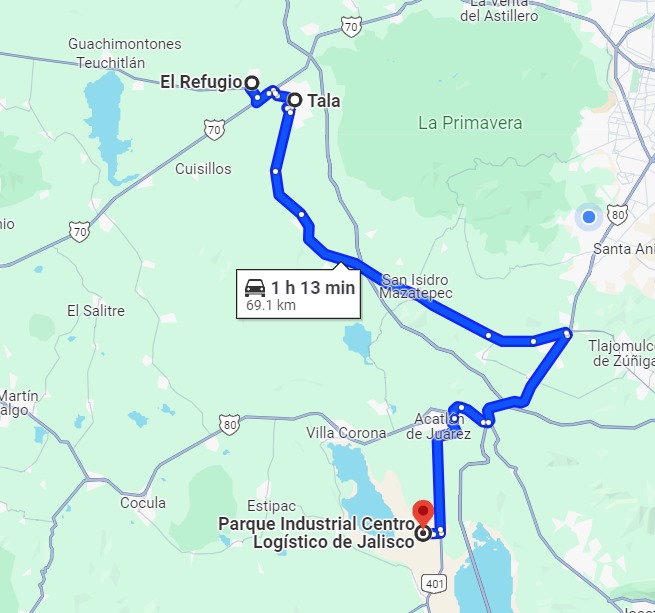 La Venta
del Astillero
70
Guachimontones
Teuchitlán
El Refugio
Tala
La Primavera
70
Cuisillos
80
70
Santa Ani
San Isidro
Mazatepec
1 h 13 min
69.1 km
El Salitre
Tlajomulco
de Zúñiga
Martín
algo
80
Acatlán
de Juárez
Villa Corona
Cocula
Estipac
Parque Industrial Centro
Logístico de Jalisco
401